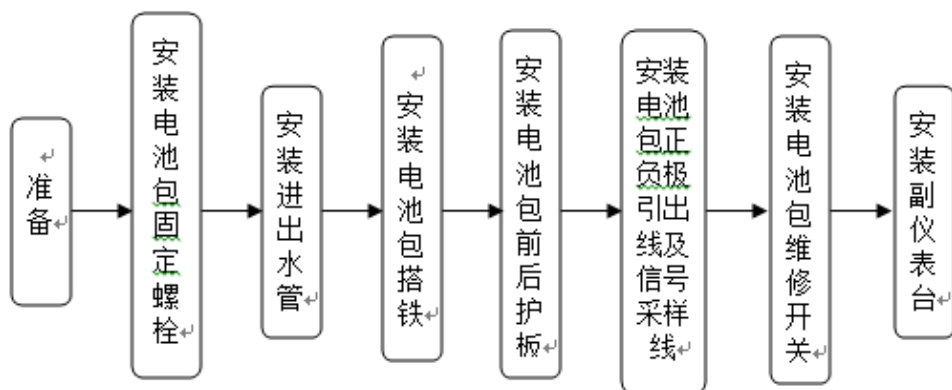 准备
安装电池包固定螺栓
安装进出水管
安装电池包搭铁
安装电池包前后护板
安装
电池
包正
负极
引出
线及
信号
采样
线
安装电池包维修开关
安装副仪表台